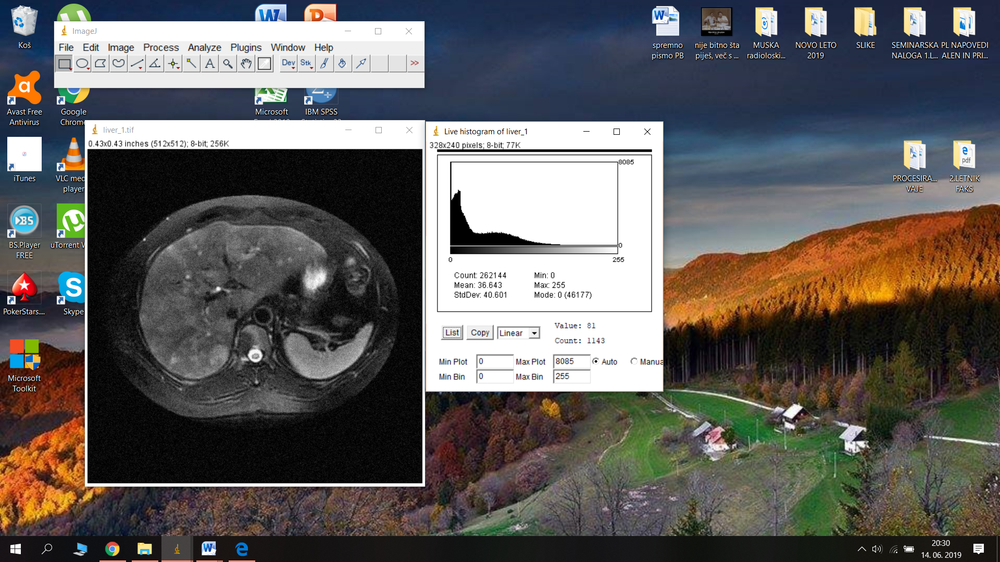 Koš
Avast Free
Antivirus
iTunes
BS.Player
FREE
PokerStars....
Microsoft
Toolkit
Google
Chrome
VLC med
player
uTorrent W
Skype
Microsoft
IBM SPSS
ImageJ
File Edit Image Process Analyze Plugins Window Help
Dev Stk >>
liver_1.tif
0.43x0.43 inches (512x512); 8-bit; 256K
Live histogram of liver_1
328x240 pixels; 8-bit; 77K
8085
0
0 255
Count: 262144 Min: 0
Mean: 36.643 Max: 255
StdDev: 40.601 Mode: 0 (46177)
List Copy Linear
Value: 81
Count: 1143
Min Plot 0 Max Plot 8085 Auto Manua
Min Bin 0 Max Bin 255
spremno
pismo PB
nije bitno šta
piješ, več s ...
MUSKA
radioloski...
NOVO LETO
2019
SLIKE
SEMINARSKA
NALOGA 1.L...
PL NAPOVEDI
ALEN IN PRI...
PROCESIRA...
VAJE
pdf
2.LETNIK
FAKS
20:30
14. 06. 2019